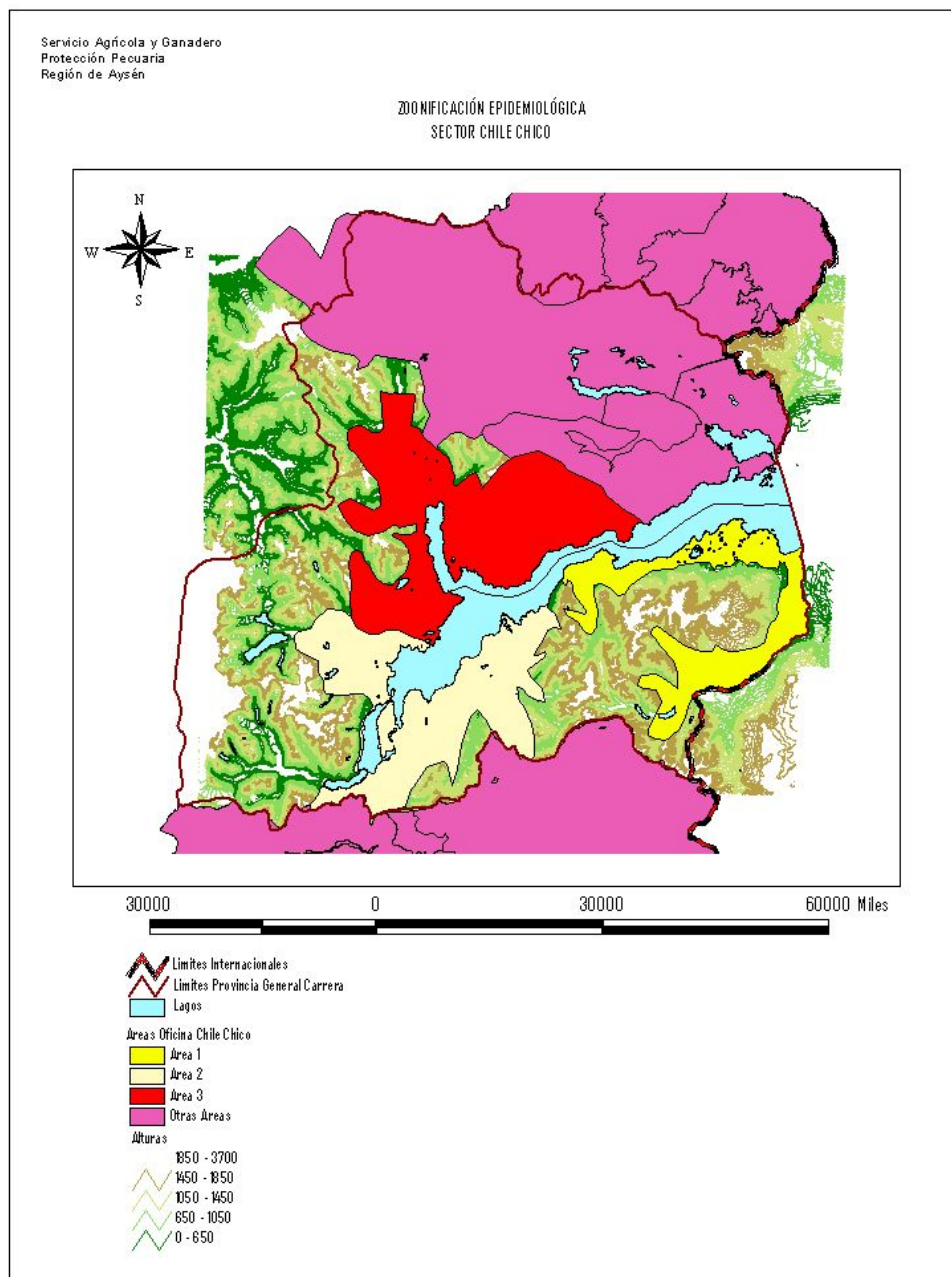 Servicio Agrícola y Ganadero
Protección Pecuaria
Región de Aysén
ZOONIFICACIÓN EPIDEMIOLÓGICA
SECTOR CHILE CHICO
N
W E
S
30000 0 30000 60000 Miles
Limites Internacionales
Limites Provincia General Carrera
Lagos
Areas Oficina Chile Chico
Area 1
Area 2
Area 3
Otras Areas
Alturas
1850 - 3700
1450 - 1850
1050 - 1450
650 - 1050
0 - 650